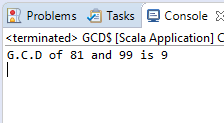 Problems Tasks Console
<terminated> GCD$ [Scala Application] C
G.C.D of 81 and 99 is 9